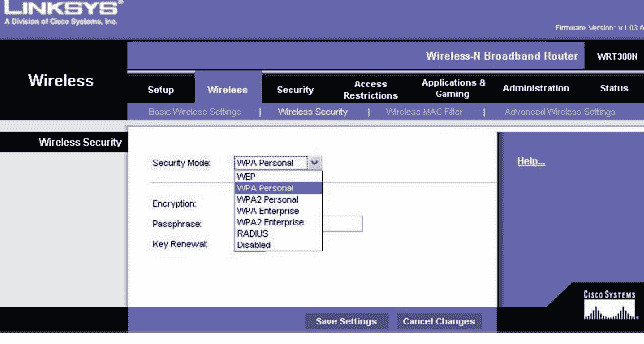 LINKSYS®
A Division of Cisco Systems, Inc.
Firmware Version: v1.03.6
Wireless-N Broadband Router WRT300N
Wireless
Setup Wireless Security Access Restrictions Applications & Gaming Administration Status
Basic Wireless Settings | Wireless Security | Wireless MAC Filter | Advanced Wireless Settings
Wireless Security
Security Mode: WPA Personal
Help...
WEP
WPA Personal
WPA2 Personal
WPA Enterprise
WPA2 Enterprise
RADIUS
Disabled
Encryption:
Passphrase:
Key Renewal:
CISCO SYSTEMS
Save Settings Cancel Changes